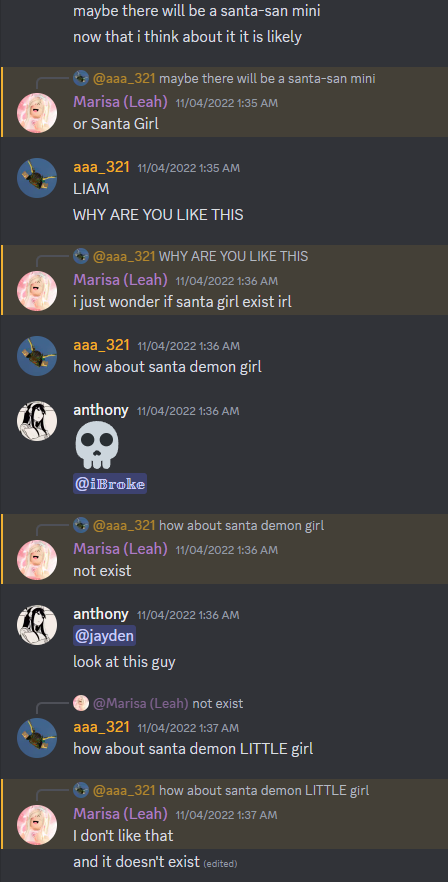 maybe there will be a santa-san mini
now that i think about it it is likely
@aaa_321 maybe there will be a santa-san mini
Marisa (Leah) 11/04/2022 1:35 AM
or Santa Girl
aaa_321 11/04/2022 1:35 AM
LIAM
WHY ARE YOU LIKE THIS
@aaa_321 WHY ARE YOU LIKE THIS
Marisa (Leah) 11/04/2022 1:36 AM
i just wonder if santa girl exist irl
aaa_321 11/04/2022 1:36 AM
how about santa demon girl
anthony 11/04/2022 1:36 AM
@𝕚𝔹𝕣𝕠𝕜𝕖
@aaa_321 how about santa demon girl
Marisa (Leah) 11/04/2022 1:36 AM
not exist
anthony 11/04/2022 1:36 AM
@jayden
look at this guy
@Marisa (Leah) not exist
aaa_321 11/04/2022 1:37 AM
how about santa demon LITTLE girl
@aaa_321 how about santa demon LITTLE girl
Marisa (Leah) 11/04/2022 1:37 AM
I don't like that
and it doesn't exist (edited)